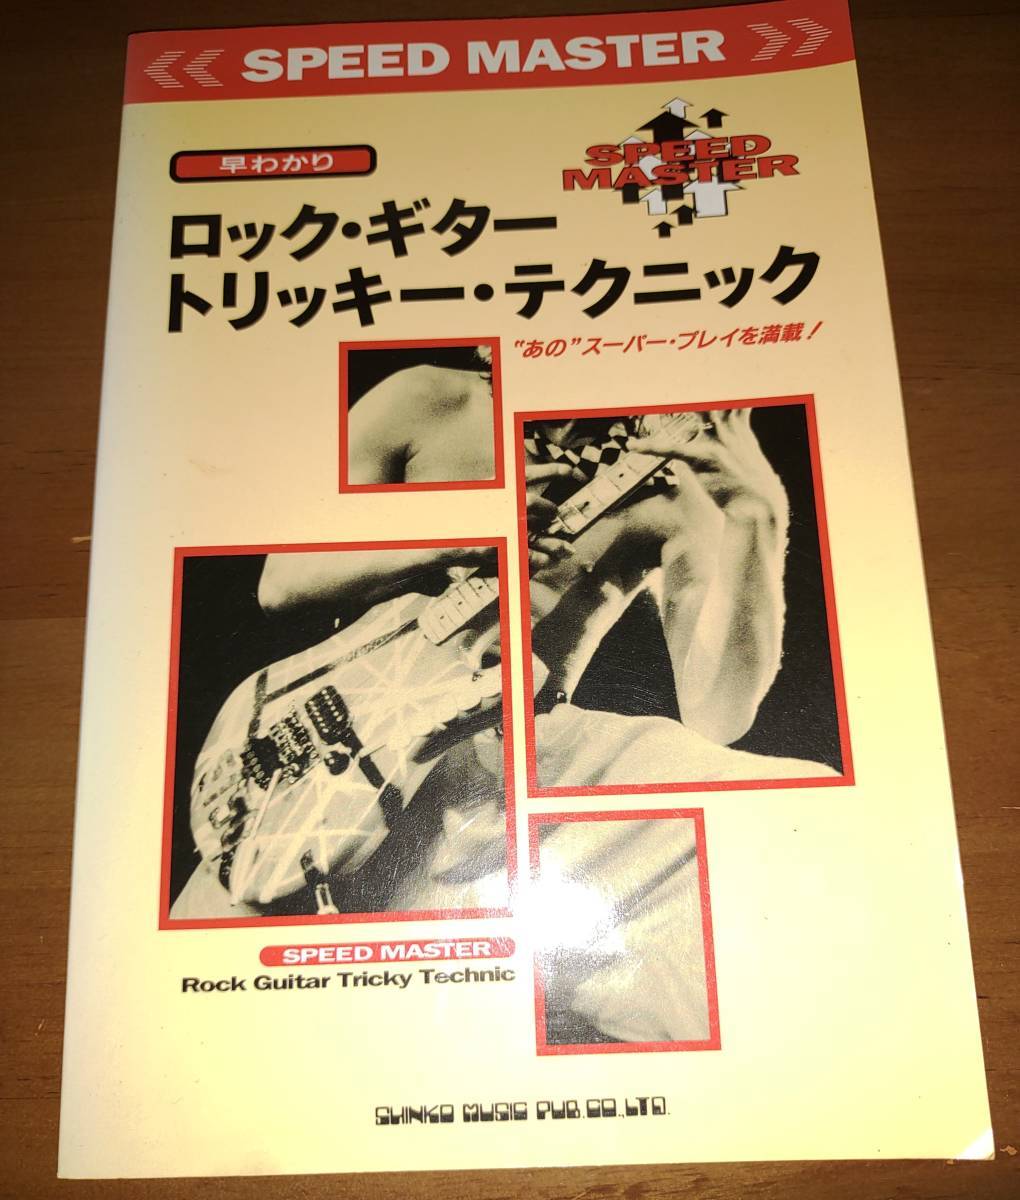 SPEED MASTER
早わかり
SPEED
MASTER
ロック・ギター
トリッキー・テクニック
“あの”スーパー・プレイを満載!
SPEED MASTER
Rock Guitar Tricky Technic
SHINKO MUSIC PUB. CO., LTD.